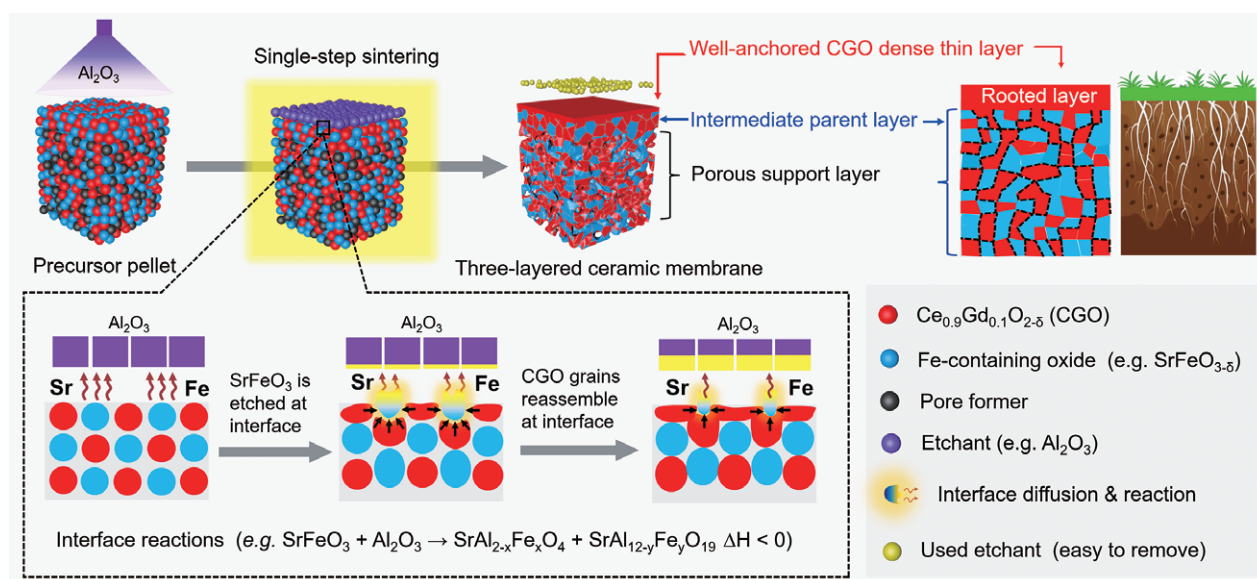 Al₂O₃
Single-step sintering
Well-anchored CGO dense thin layer
Rooted layer
Intermediate parent layer
Porous support layer
Precursor pellet
Three-layered ceramic membrane
Al₂O₃
Sr
Fe
SrFeO₃ is
etched at
interface
Al₂O₃
Sr
Fe
CGO grains
reassemble
at interface
Al₂O₃
Sr
Fe
Interface reactions (e.g. SrFeO₃ + Al₂O₃ → SrAl₂₋ₓFeₓO₄ + SrAl₁₂₋yFeyO₁₉ ΔH < 0)
Ce₀.₉Gd₀.₁O₂₋δ (CGO)
Fe-containing oxide (e.g. SrFeO₃₋δ)
Pore former
Etchant (e.g. Al₂O₃)
Interface diffusion & reaction
Used etchant (easy to remove)